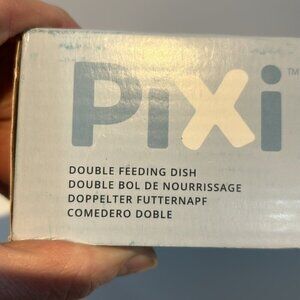 PiXi™
DOUBLE FEEDING DISH
DOUBLE BOL DE NOURRISSAGE
DOPPELTER FUTTERNAPF
COMEDERO DOBLE